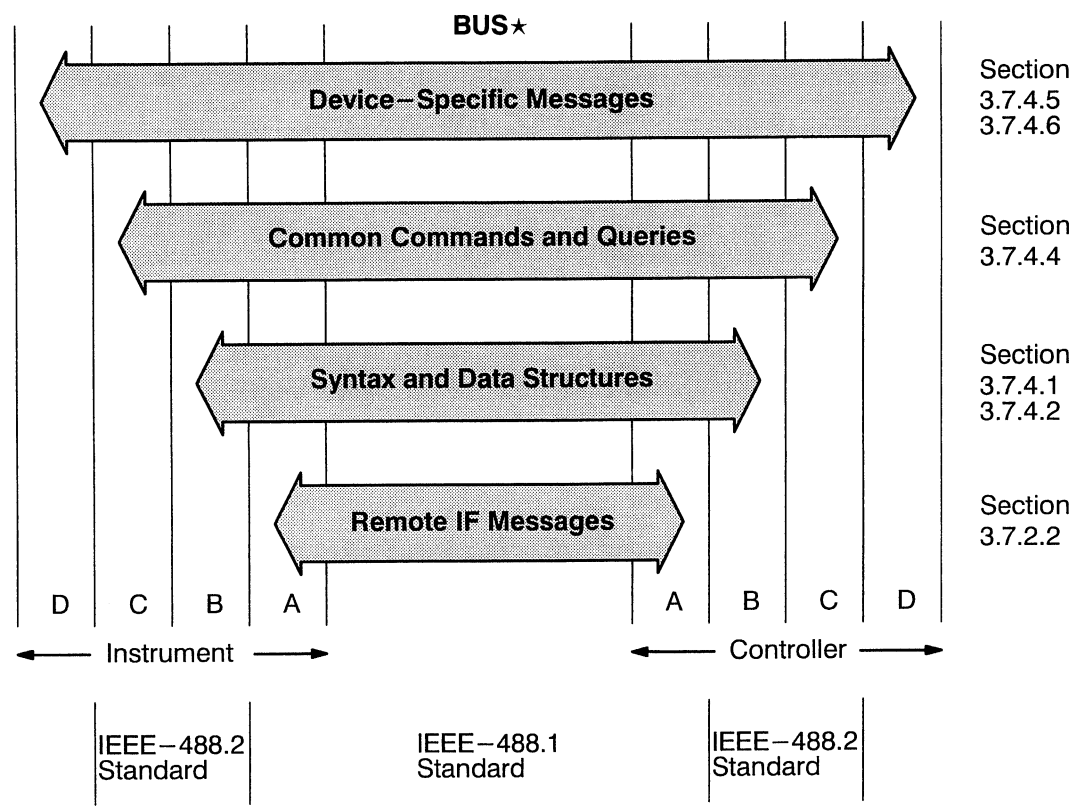 BUS★
Device–Specific Messages
Section
3.7.4.5
3.7.4.6
Common Commands and Queries
Section
3.7.4.4
Syntax and Data Structures
Section
3.7.4.1
3.7.4.2
Remote IF Messages
Section
3.7.2.2
D C B A A B C D
Instrument
Controller
IEEE–488.2
Standard
IEEE–488.1
Standard
IEEE–488.2
Standard